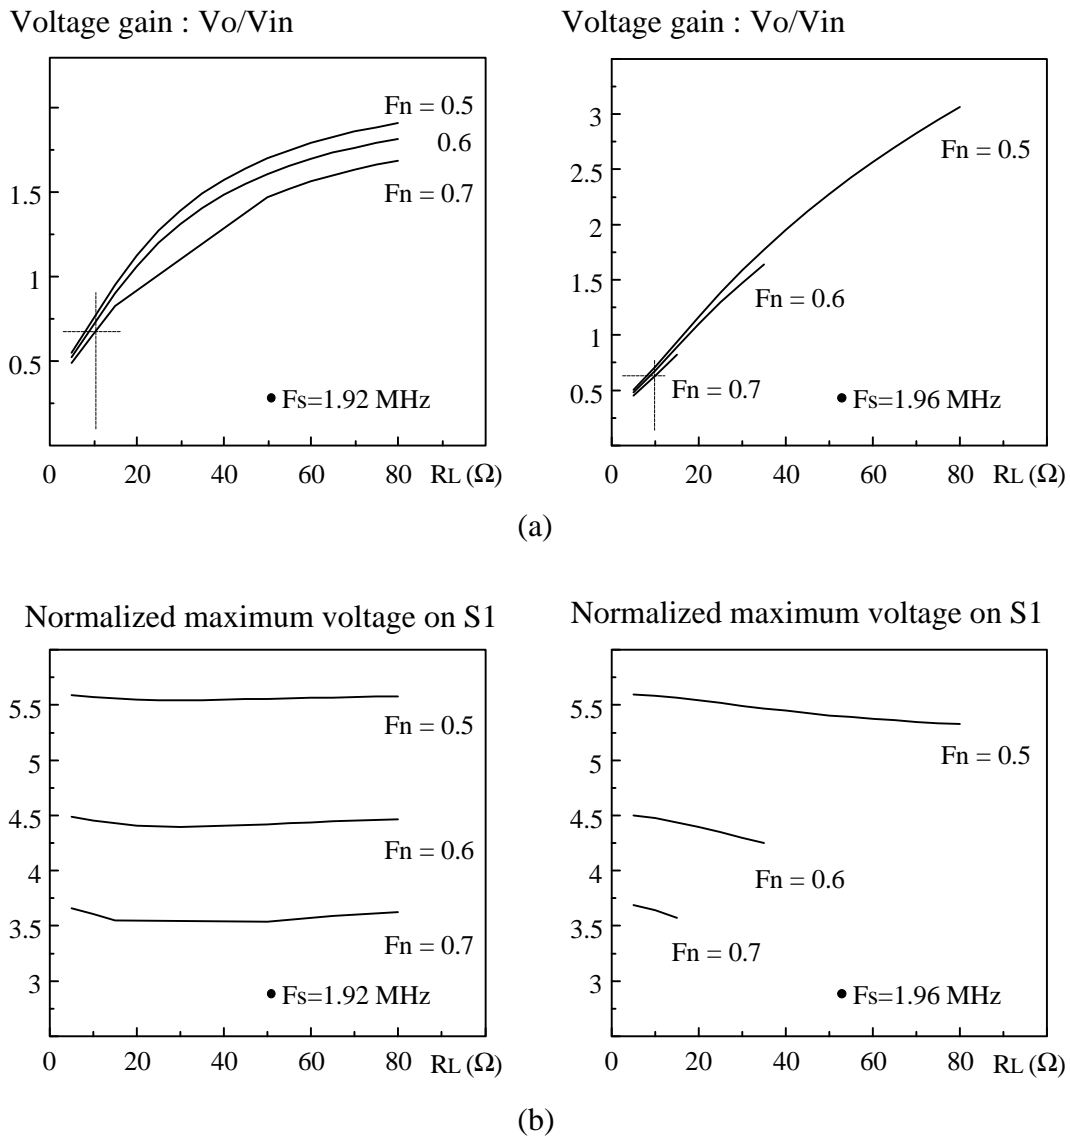 Voltage gain : Vo/Vin
Fn = 0.5
0.6
Fn = 0.7
1.5
1
0.5
Fs=1.92 MHz
0
20
40
60
80
RL (Ω)
Voltage gain : Vo/Vin
3
2.5
2
1.5
1
0.5
Fn = 0.5
Fn = 0.6
Fn = 0.7
Fs=1.96 MHz
0
20
40
60
80
RL (Ω)
(a)
Normalized maximum voltage on S1
5.5
5
4.5
4
3.5
3
Fn = 0.5
Fn = 0.6
Fn = 0.7
Fs=1.92 MHz
0
20
40
60
80
RL (Ω)
Normalized maximum voltage on S1
5.5
5
4.5
4
3.5
3
Fn = 0.5
Fn = 0.6
Fn = 0.7
Fs=1.96 MHz
0
20
40
60
80
RL (Ω)
(b)